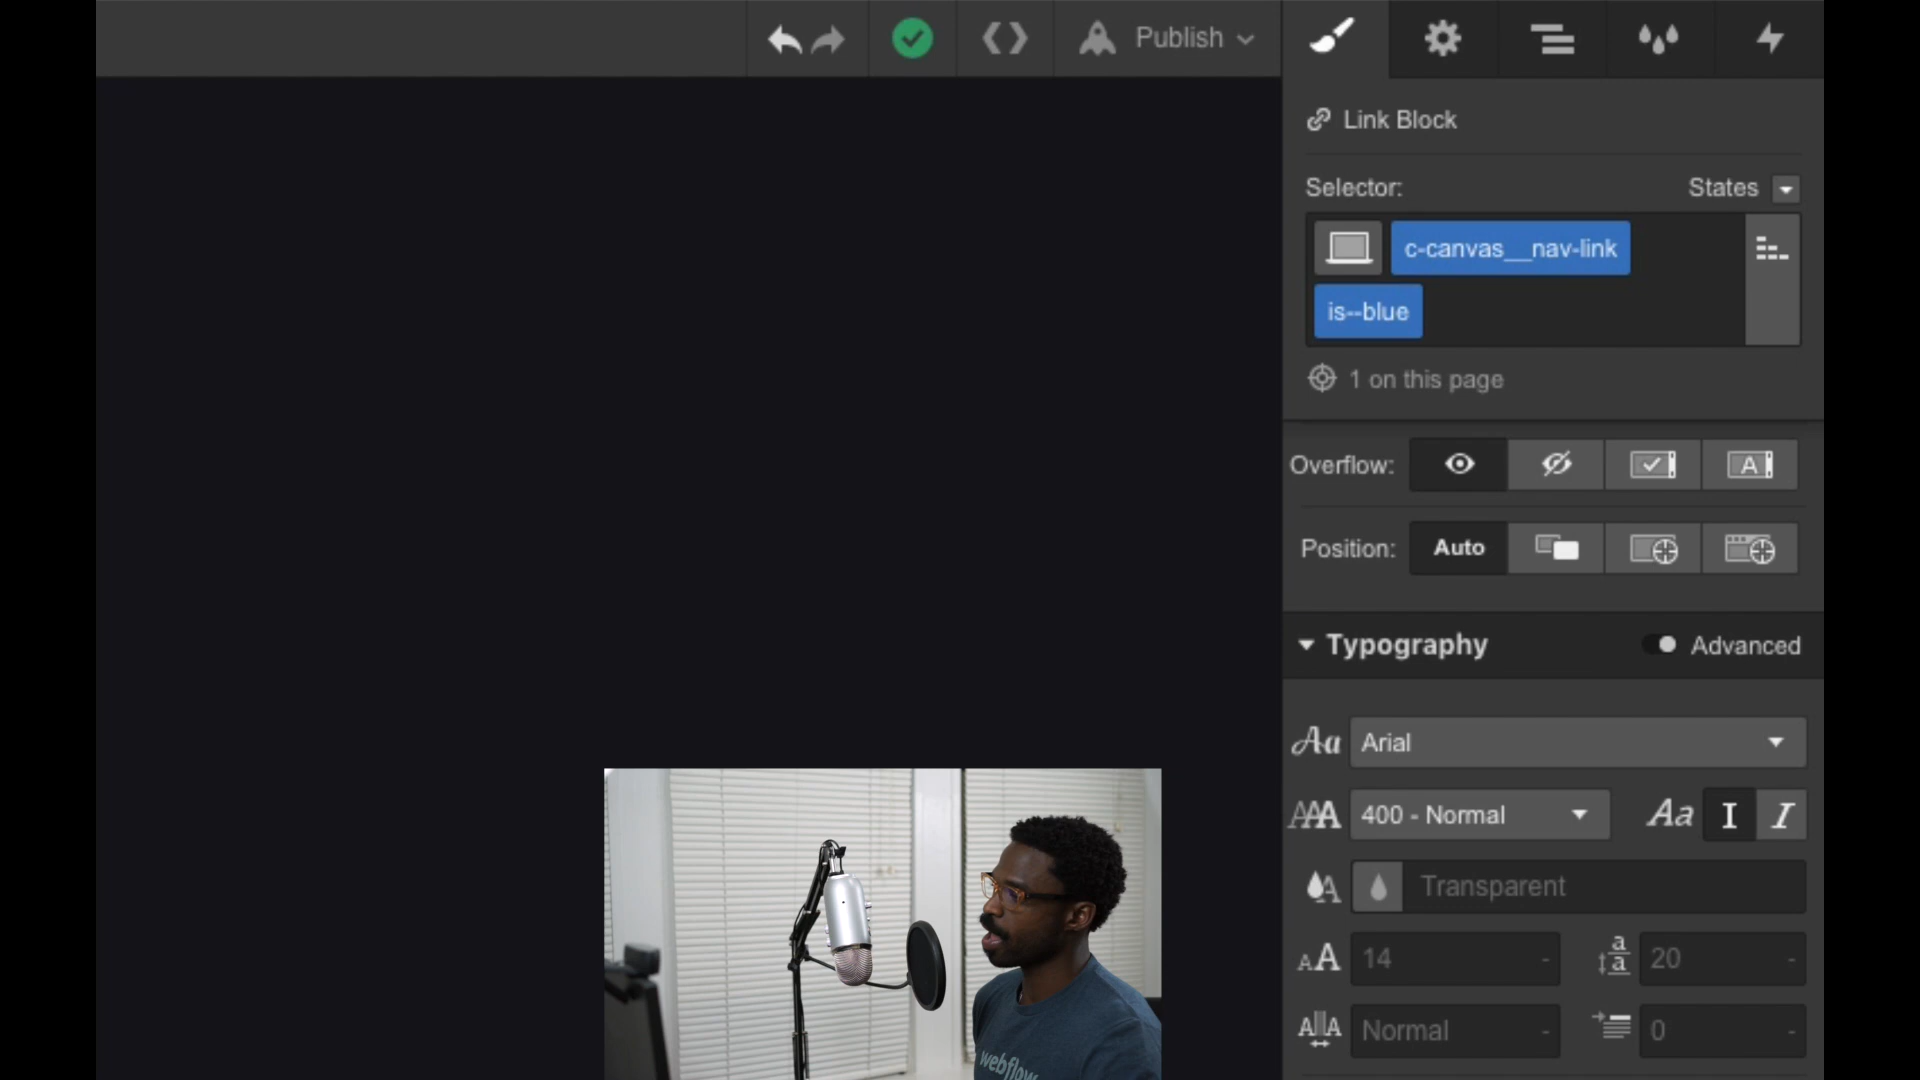 Publish
Link Block
Selector:
States
c-canvas__nav-link
is--blue
1 on this page
Overflow:
Position:
Auto
Typography
Advanced
Arial
400 - Normal
Transparent
14
20
Normal
0
webflow